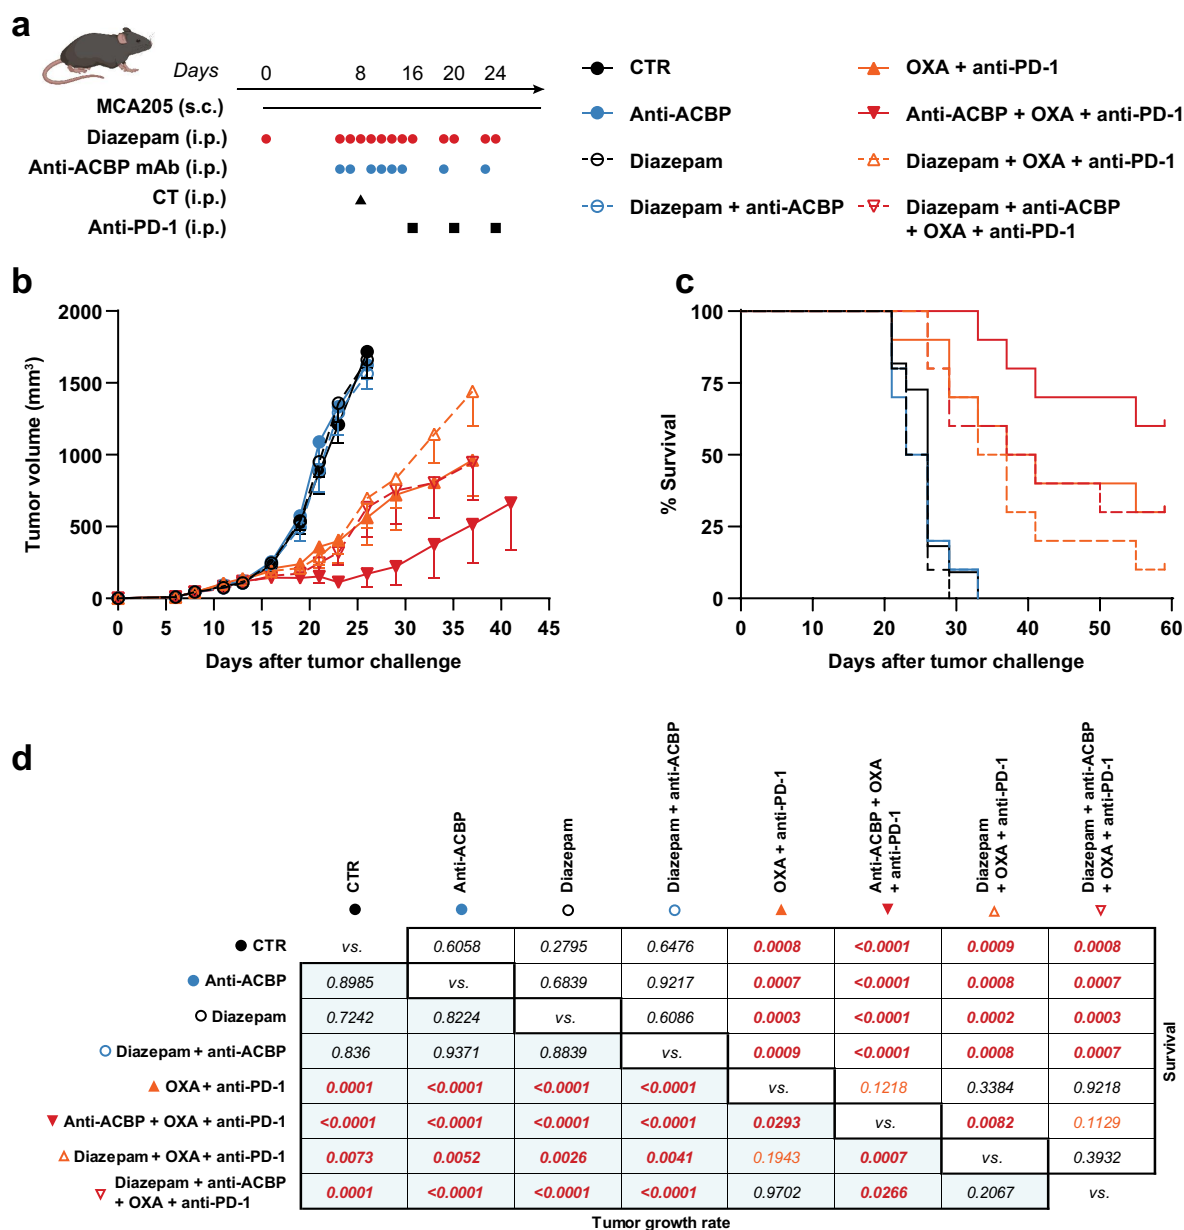 a
Days 0 8 16 20 24
MCA205 (s.c.)
Diazepam (i.p.)
Anti-ACBP mAb (i.p.)
CT (i.p.)
Anti-PD-1 (i.p.)
CTR
Anti-ACBP
Diazepam
Diazepam + anti-ACBP
OXA + anti-PD-1
Anti-ACBP + OXA + anti-PD-1
Diazepam + OXA + anti-PD-1
Diazepam + anti-ACBP
+ OXA + anti-PD-1
b
Tumor volume (mm³)
2000
1500
1000
500
0
0 5 10 15 20 25 30 35 40 45
Days after tumor challenge
c
% Survival
100
75
50
25
0
0 10 20 30 40 50 60
Days after tumor challenge
d
CTR
Anti-ACBP
Diazepam
Diazepam + anti-ACBP
OXA + anti-PD-1
Anti-ACBP + OXA
+ anti-PD-1
Diazepam
+ OXA + anti-PD-1
Diazepam + anti-ACBP
+ OXA + anti-PD-1
CTR vs. 0.6058 0.2795 0.6476 0.0008 <0.0001 0.0009 0.0008
Anti-ACBP 0.8985 vs. 0.6839 0.9217 0.0007 <0.0001 0.0008 0.0007
Diazepam 0.7242 0.8224 vs. 0.6086 0.0003 <0.0001 0.0002 0.0003
Diazepam + anti-ACBP 0.836 0.9371 0.8839 vs. 0.0009 <0.0001 0.0008 0.0007
OXA + anti-PD-1 0.0001 <0.0001 <0.0001 <0.0001 vs. 0.1218 0.3384 0.9218
Anti-ACBP + OXA + anti-PD-1 <0.0001 <0.0001 <0.0001 <0.0001 0.0293 vs. 0.0082 0.1129
Diazepam + OXA + anti-PD-1 0.0073 0.0052 0.0026 0.0041 0.1943 0.0007 vs. 0.3932
Diazepam + anti-ACBP
+ OXA + anti-PD-1 0.0001 <0.0001 <0.0001 <0.0001 0.9702 0.0266 0.2067 vs.
Survival
Tumor growth rate